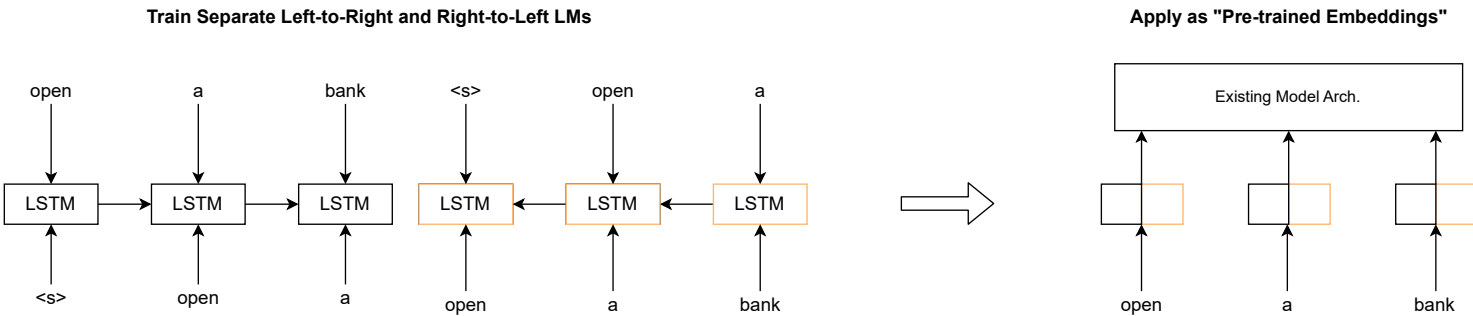 Train Separate Left-to-Right and Right-to-Left LMs
Apply as "Pre-trained Embeddings"
open a bank <s> open a
Existing Model Arch.
LSTM LSTM LSTM LSTM LSTM LSTM
<s> open a open a bank
open a bank